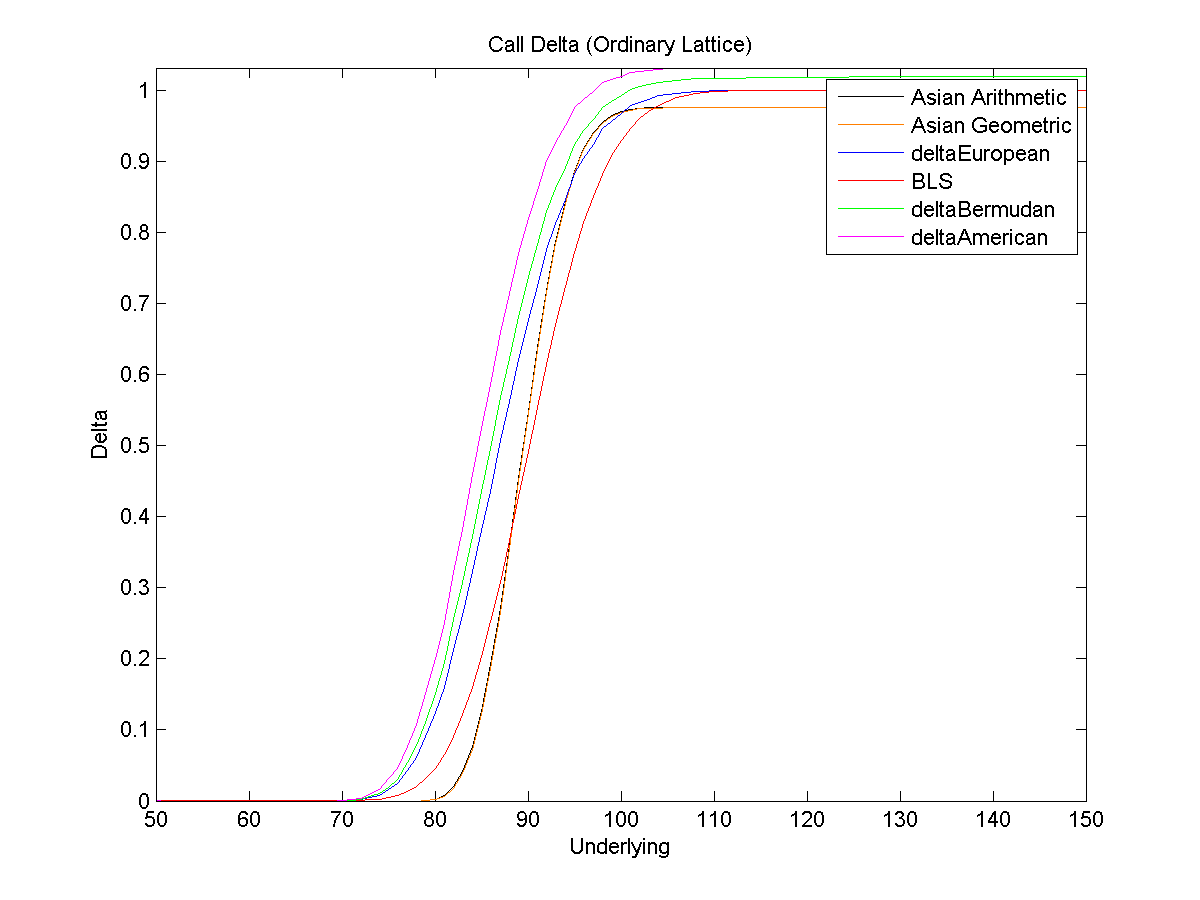 Call Delta (Ordinary Lattice)
1
0.9
0.8
0.7
0.6
0.5
0.4
0.3
0.2
0.1
0
Delta
Asian Arithmetic
Asian Geometric
deltaEuropean
BLS
deltaBermudan
deltaAmerican
50 60 70 80 90 100 110 120 130 140 150
Underlying